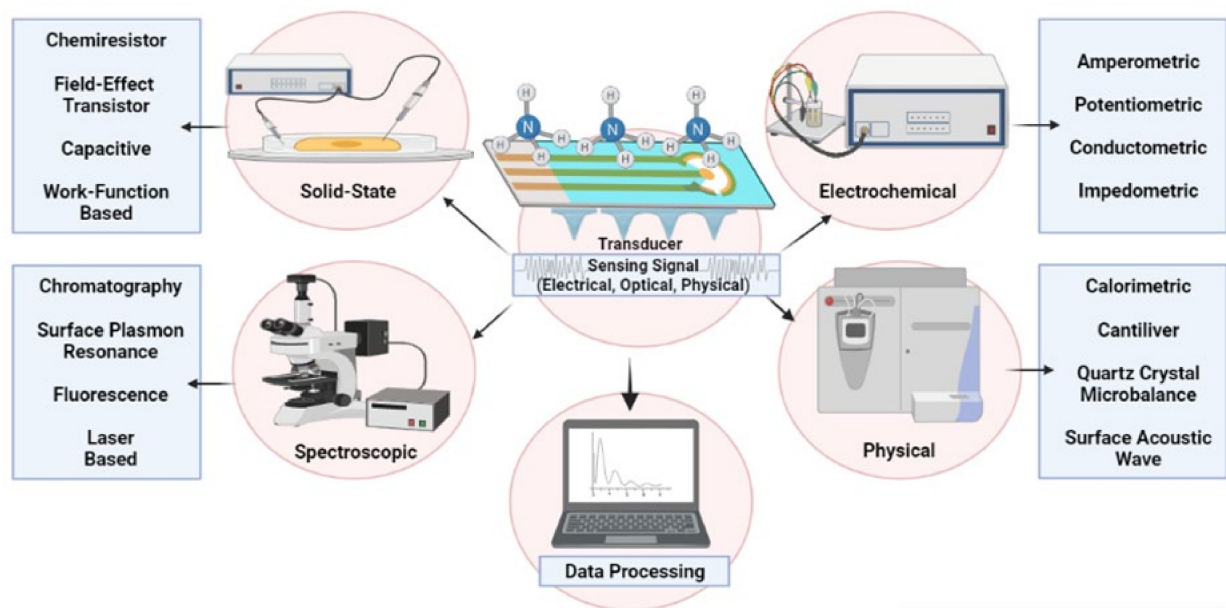 Chemiresistor
Field-Effect
Transistor
Capacitive
Work-Function
Based
Solid-State
H
H
H
N
N
N
H
H
H
H
H
H
Transducer
Sensing Signal
(Electrical, Optical, Physical)
Electrochemical
Amperometric
Potentiometric
Conductometric
Impedometric
Chromatography
Surface Plasmon
Resonance
Fluorescence
Laser
Based
Spectroscopic
Data Processing
Physical
Calorimetric
Cantiliver
Quartz Crystal
Microbalance
Surface Acoustic
Wave